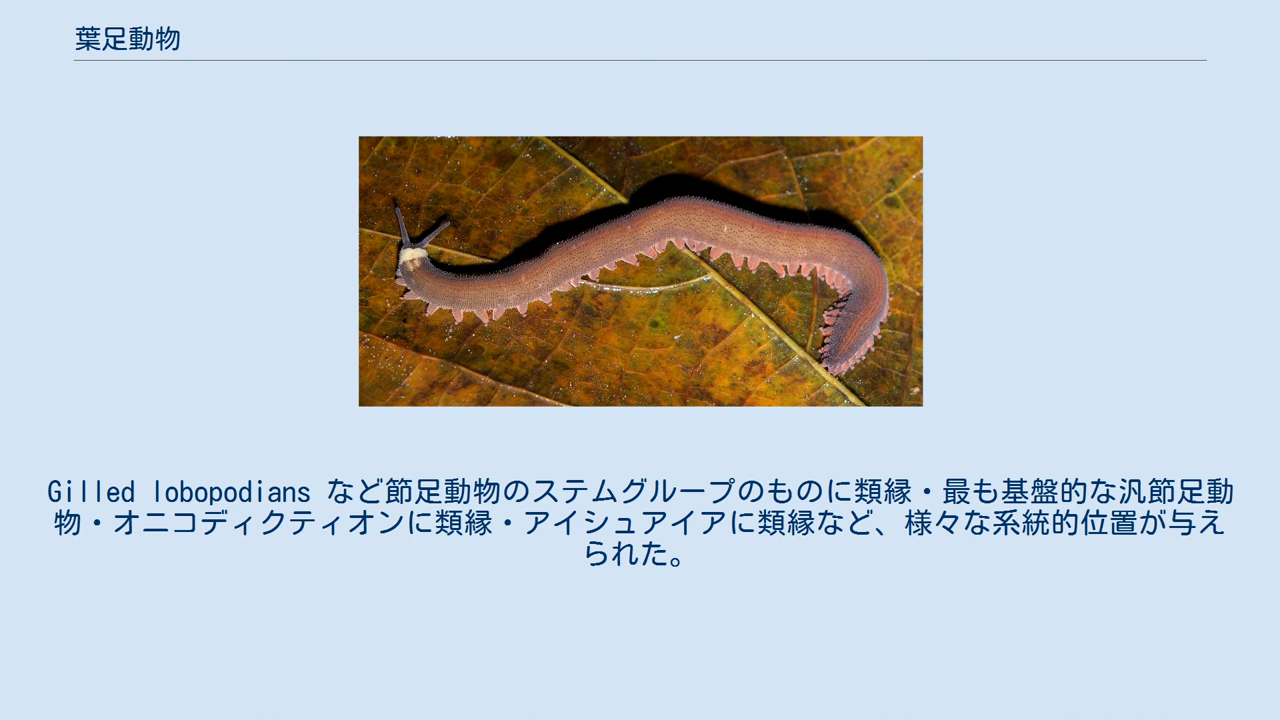 葉足動物
Gilled lobopodians など節足動物のステムグループのものに類縁・最も基盤的な汎節足動
物・オニコディクティオンに類縁・アイシュアイアに類縁など、様々な系統的位置が与え
られた。